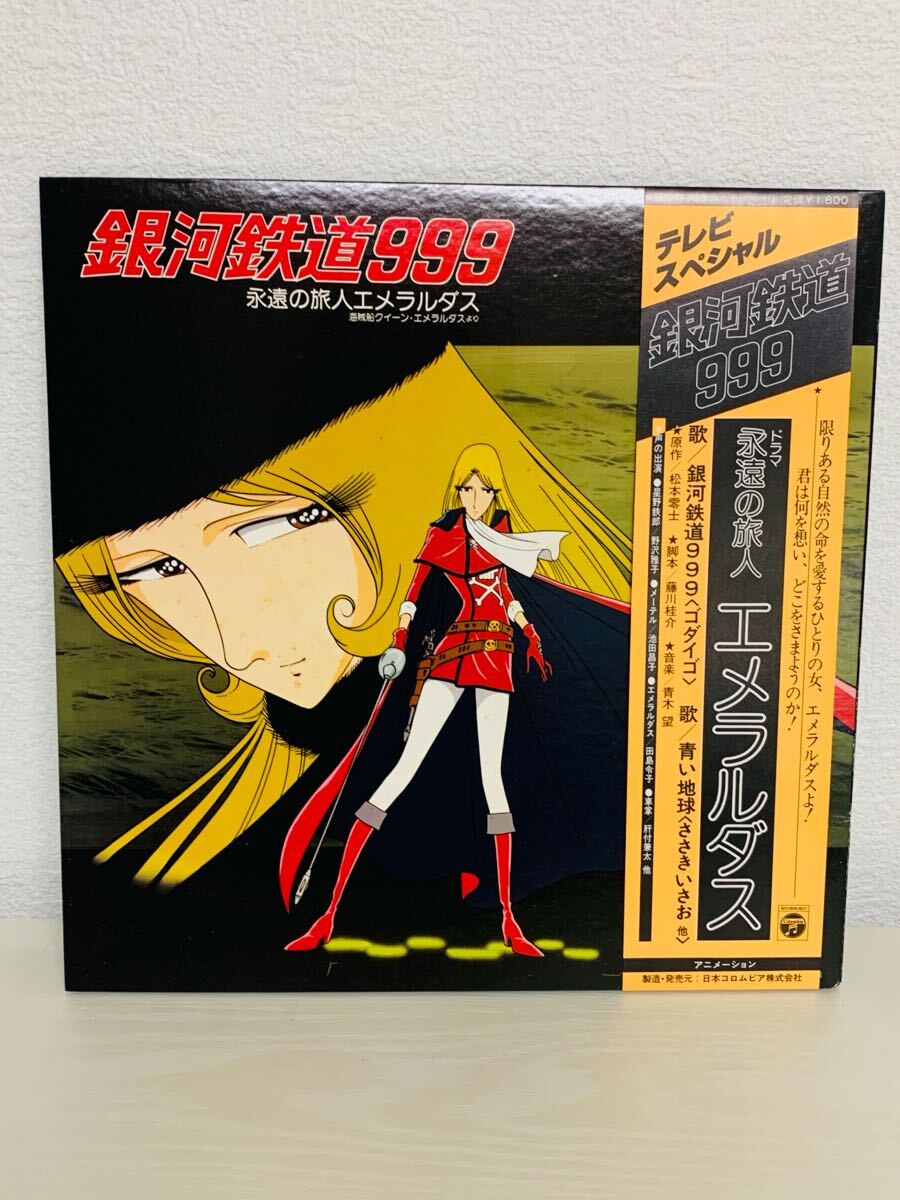 銀河鉄道999
永遠の旅人エメラルダス
海賊船クイーン・エメラルダスより
定価¥1,800
テレビ
スペシャル
銀河鉄道
999
★限りある自然の命を愛するひとりの女、エメラルダスよ!
君は何を想い、どこをさまようのか!
ドラマ
永遠の旅人 エメラルダス
歌/銀河鉄道999〈ゴダイゴ〉 歌/青い地球〈ささきいさお 他〉
★原作/松本零士 ★脚本/藤川桂介 ★音楽/青木 望
●声の出演 ●星野鉄郎/野沢雅子 ●メーテル/池田昌子 ●エメラルダス/田島令子 ●車掌/肝付兼太 他
Columbia
アニメーション
製造・発売元:日本コロムビア株式会社